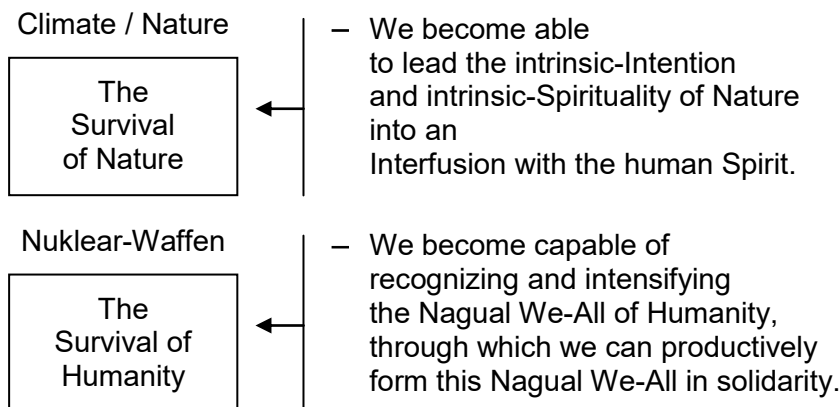 Climate / Nature
The
Survival
of Nature
– We become able
to lead the intrinsic-Intention
and intrinsic-Spirituality of Nature
into an
Interfusion with the human Spirit.
Nuklear-Waffen
The
Survival of
Humanity
– We become capable of
recognizing and intensifying
the Nagual We-All of Humanity,
through which we can productively
form this Nagual We-All in solidarity.